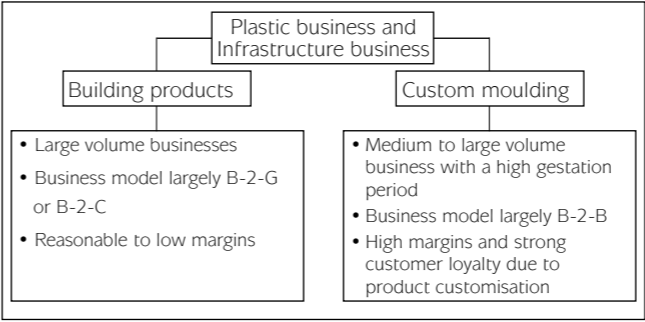 Plastic business and
Infrastructure business
Building products
Custom moulding
• Large volume businesses
• Business model largely B-2-G
or B-2-C
• Reasonable to low margins
• Medium to large volume
business with a high gestation
period
• Business model largely B-2-B
• High margins and strong
customer loyalty due to
product customisation